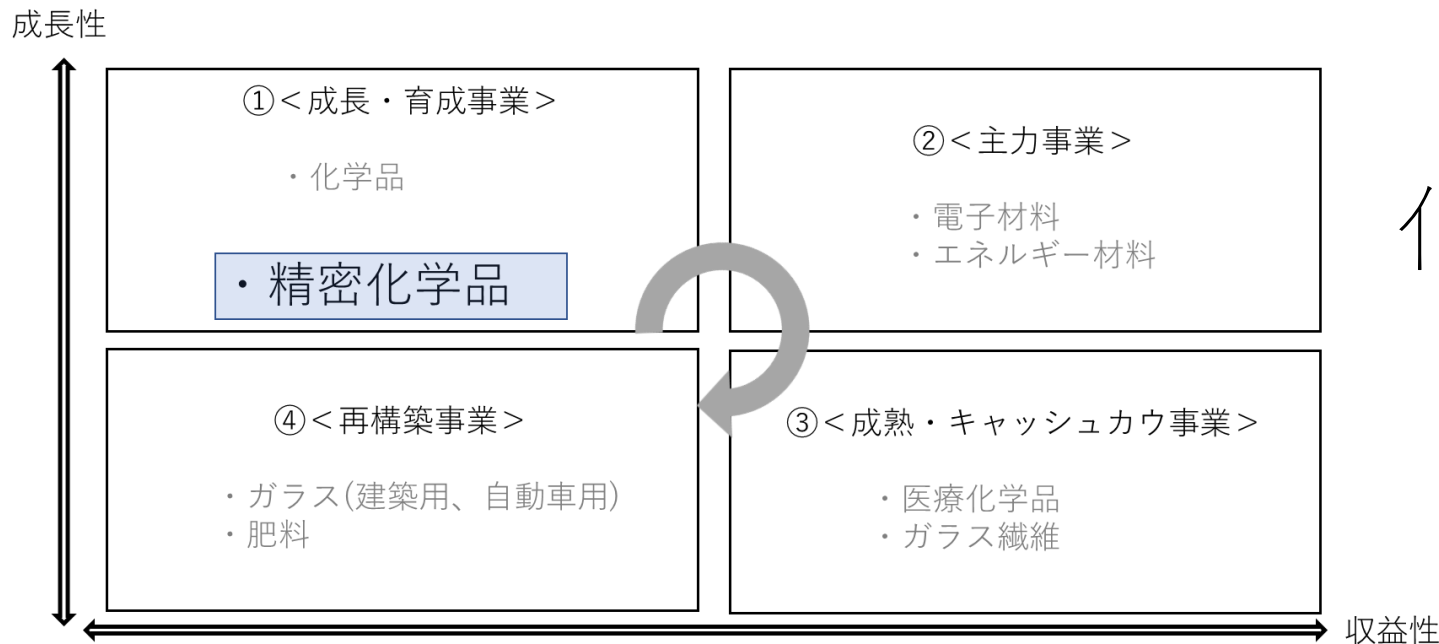 成長性
①＜成長・育成事業＞
・化学品
・精密化学品
②＜主力事業＞
・電子材料
・エネルギー材料
イ
④＜再構築事業＞
・ガラス(建築用、自動車用)
・肥料
③＜成熟・キャッシュカウ事業＞
・医療化学品
・ガラス繊維
収益性